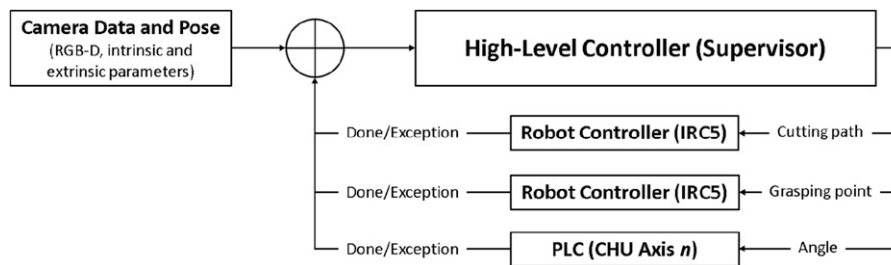 Camera Data and Pose
(RGB-D, intrinsic and
extrinsic parameters)
High-Level Controller (Supervisor)
Done/Exception
Robot Controller (IRC5)
Cutting path
Done/Exception
Robot Controller (IRC5)
Grasping point
Done/Exception
PLC (CHU Axis n)
Angle